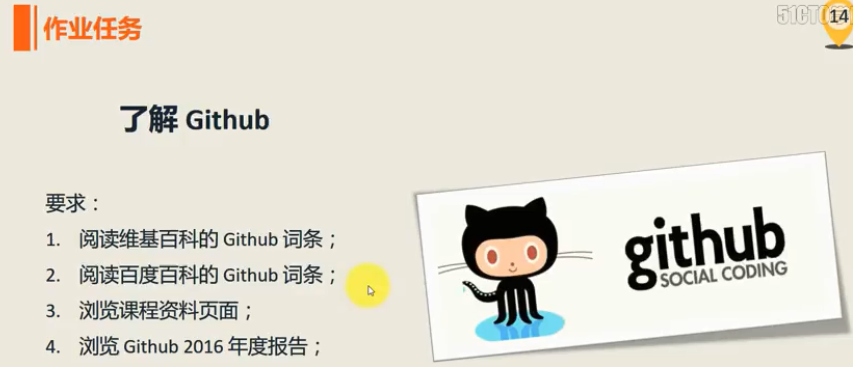 作业任务
14
了解 Github
要求：
1. 阅读维基百科的 Github 词条；
2. 阅读百度百科的 Github 词条；
3. 浏览课程资料页面；
4. 浏览 Github 2016 年度报告；
github
SOCIAL CODING